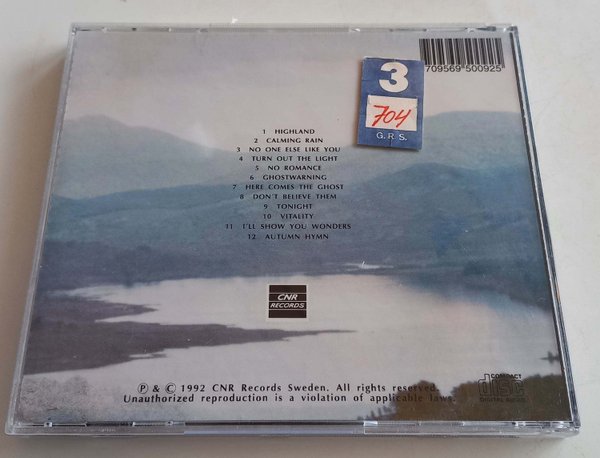 3
704
G.R.S.
709569 500925
1 HIGHLAND
2 CALMING RAIN
3 NO ONE ELSE LIKE YOU
4 TURN OUT THE LIGHT
5 NO ROMANCE
6 GHOSTWARNING
7 HERE COMES THE GHOST
8 DON'T BELIEVE THEM
9 TONIGHT
10 VITALITY
11 I'LL SHOW YOU WONDERS
12 AUTUMN HYMN
CNR
RECORDS
℗ & © 1992 CNR Records Sweden. All rights reserved.
Unauthorized reproduction is a violation of applicable laws.
COMPACT
disc
DIGITAL AUDIO